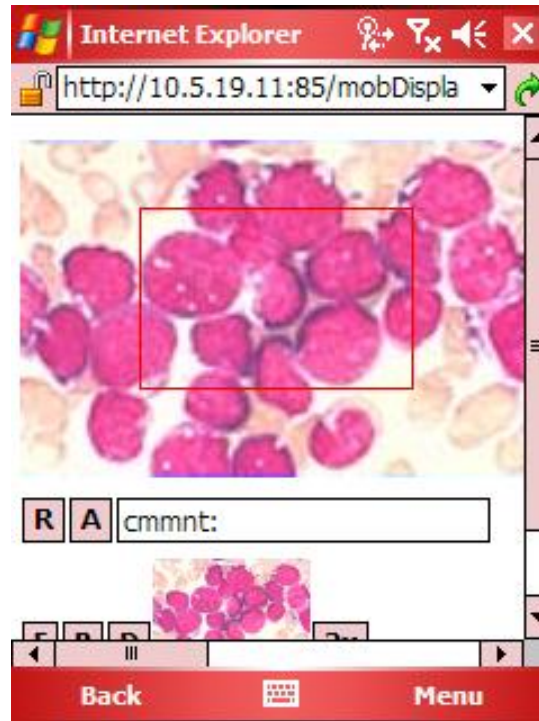 Internet Explorer
http://10.5.19.11:85/mobDispla
R A cmmnt:
Back Menu